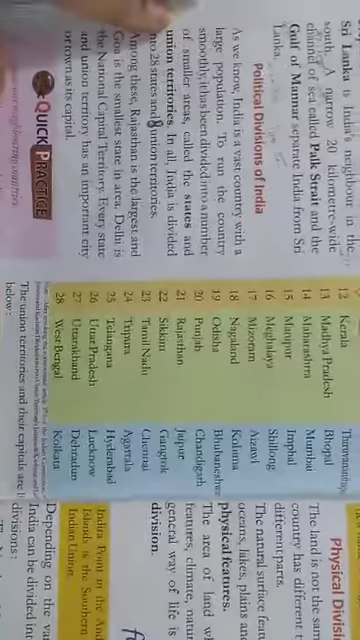 Sri Lanka is India's neighbour in the
south. A narrow 20 kilometre-wide
channel of sea called Palk Strait and the
Gulf of Mannar separate India from Sri
Lanka.
Political Divisions of India
As we know, India is a vast country with a
large population. To run the country
smoothly, it has been divided into a number
of smaller areas, called the states and
union territories. In all, India is divided
into 28 states and union territories.
Among these, Rajasthan is the largest and
Goa is the smallest state in area. Delhi is
the National Capital Territory. Every state
and union territory has an important city
or town as its capital.
QUICK PRACTICE
neighbouring countries.
12 Kerala
13 Madhya Pradesh Bhopal
14 Maharashtra Mumbai
15 Manipur Imphal
16 Meghalaya Shillong
17 Mizoram Aizawl
18 Nagaland Kohima
19 Odisha Bhubaneshwar
20 Punjab Chandigarh
21 Rajasthan Jaipur
22 Sikkim Gangtok
23 Tamil Nadu Chennai
24 Tripura Agartala
25 Telangana Hyderabad
26 Uttar Pradesh Lucknow
27 Uttarakhand Dehradun
28 West Bengal Kolkata
The union territories and their capitals are
below:
Physical Division
The land is not the sa
country has different t
different parts.
The natural surface feat
oceans, lakes, plains and
physical features.
The area of land wh
features, climate, natur
general way of life is
division.
Indira Point in the And
Islands is the Southern
Indian Union.
Depending on the va
India can be divided in
divisions: